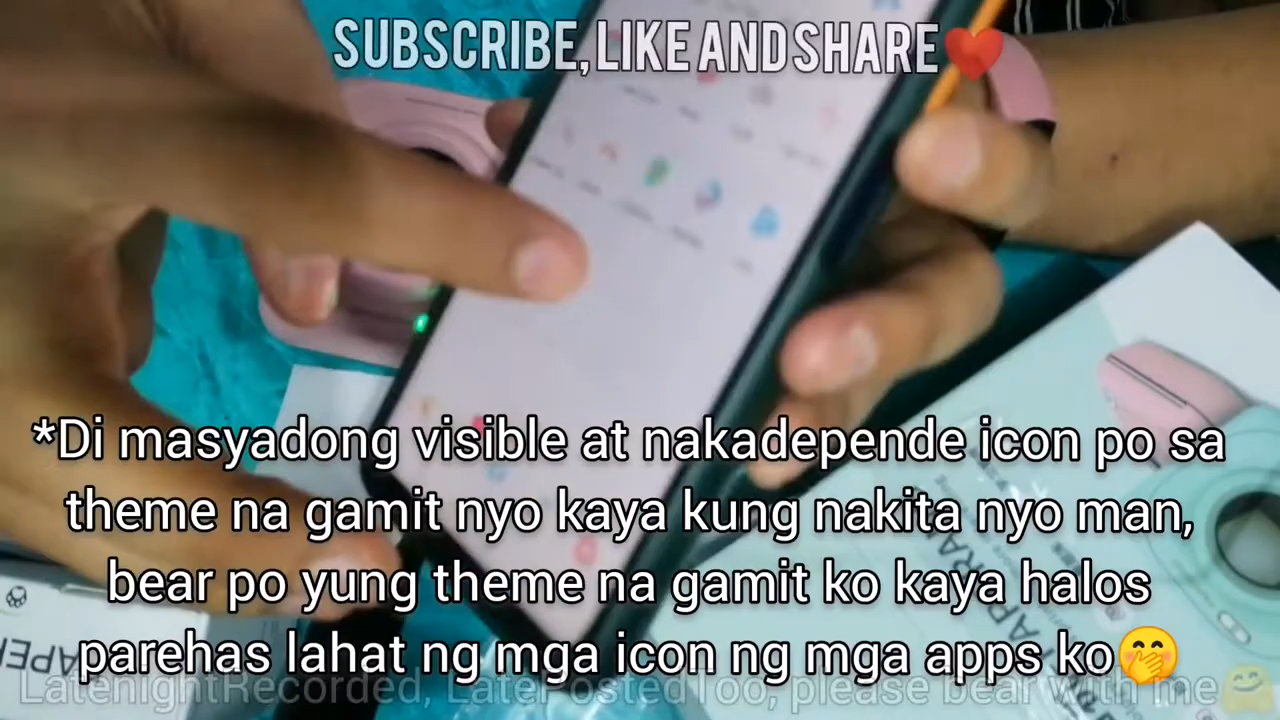 SUBSCRIBE, LIKE AND SHARE❤️
*Di masyadong visible at nakadepende icon po sa
theme na gamit nyo kaya kung nakita nyo man,
bear po yung theme na gamit ko kaya halos
parehas lahat ng mga icon ng mga apps ko🤭
LatenightRecorded, LatePostedToo, please bear with me🤗